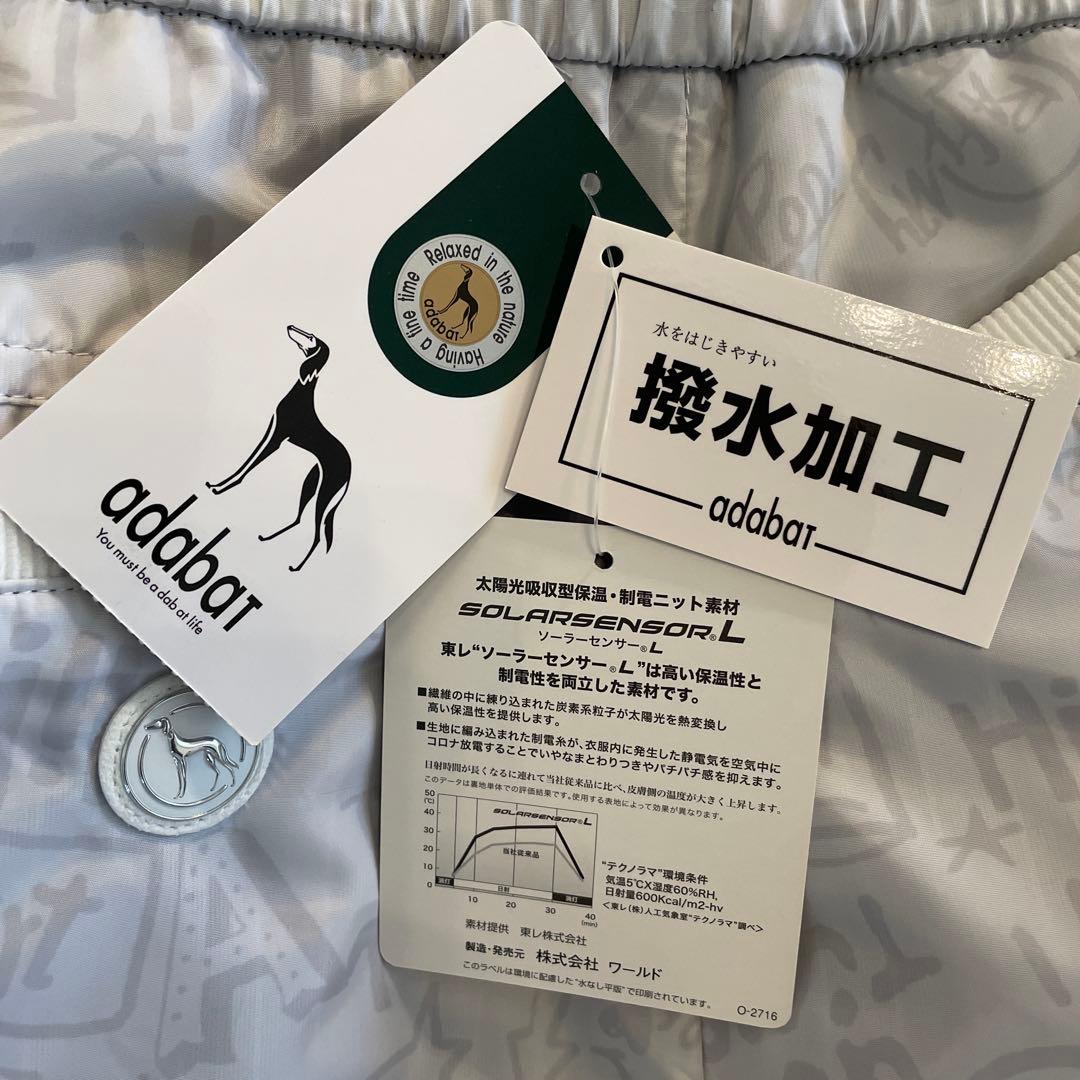 Relaxed in the nature
Having a fine time
adabat
adabat
You must be a dab at life
水をはじきやすい
撥水加工
adabat
太陽光吸収型保温・制電ニット素材
SOLARSENSOR®L
ソーラーセンサー®L
東レ“ソーラーセンサー®L”は高い保温性と
制電性を両立した素材です。
■繊維の中に練り込まれた炭素系粒子が太陽光を熱変換し
高い保温性を提供します。
■生地に編み込まれた制電糸が、衣服内に発生した静電気を空気中に
コロナ放電することでいやなまとわりつきやパチパチ感を抑えます。
日射時間が長くなるに連れて当社従来品に比べ、皮膚側の温度が大きく上昇します。
このデータは裏地単体での評価結果です。使用する表地によって効果が異なります。
50
(℃)
40
30
20
10
0
SOLARSENSOR®L
当社従来品
消灯
日射
消灯
10
20
30
40
(min)
“テクノラマ”環境条件
気温5℃X湿度60%RH,
日射量600Kcal/m2-hv
<東レ(株)人工気象室“テクノラマ”調べ>
素材提供 東レ株式会社
製造・発売元 株式会社 ワールド
このラベルは環境に配慮した“水なし平版”で印刷されています。
O-2716